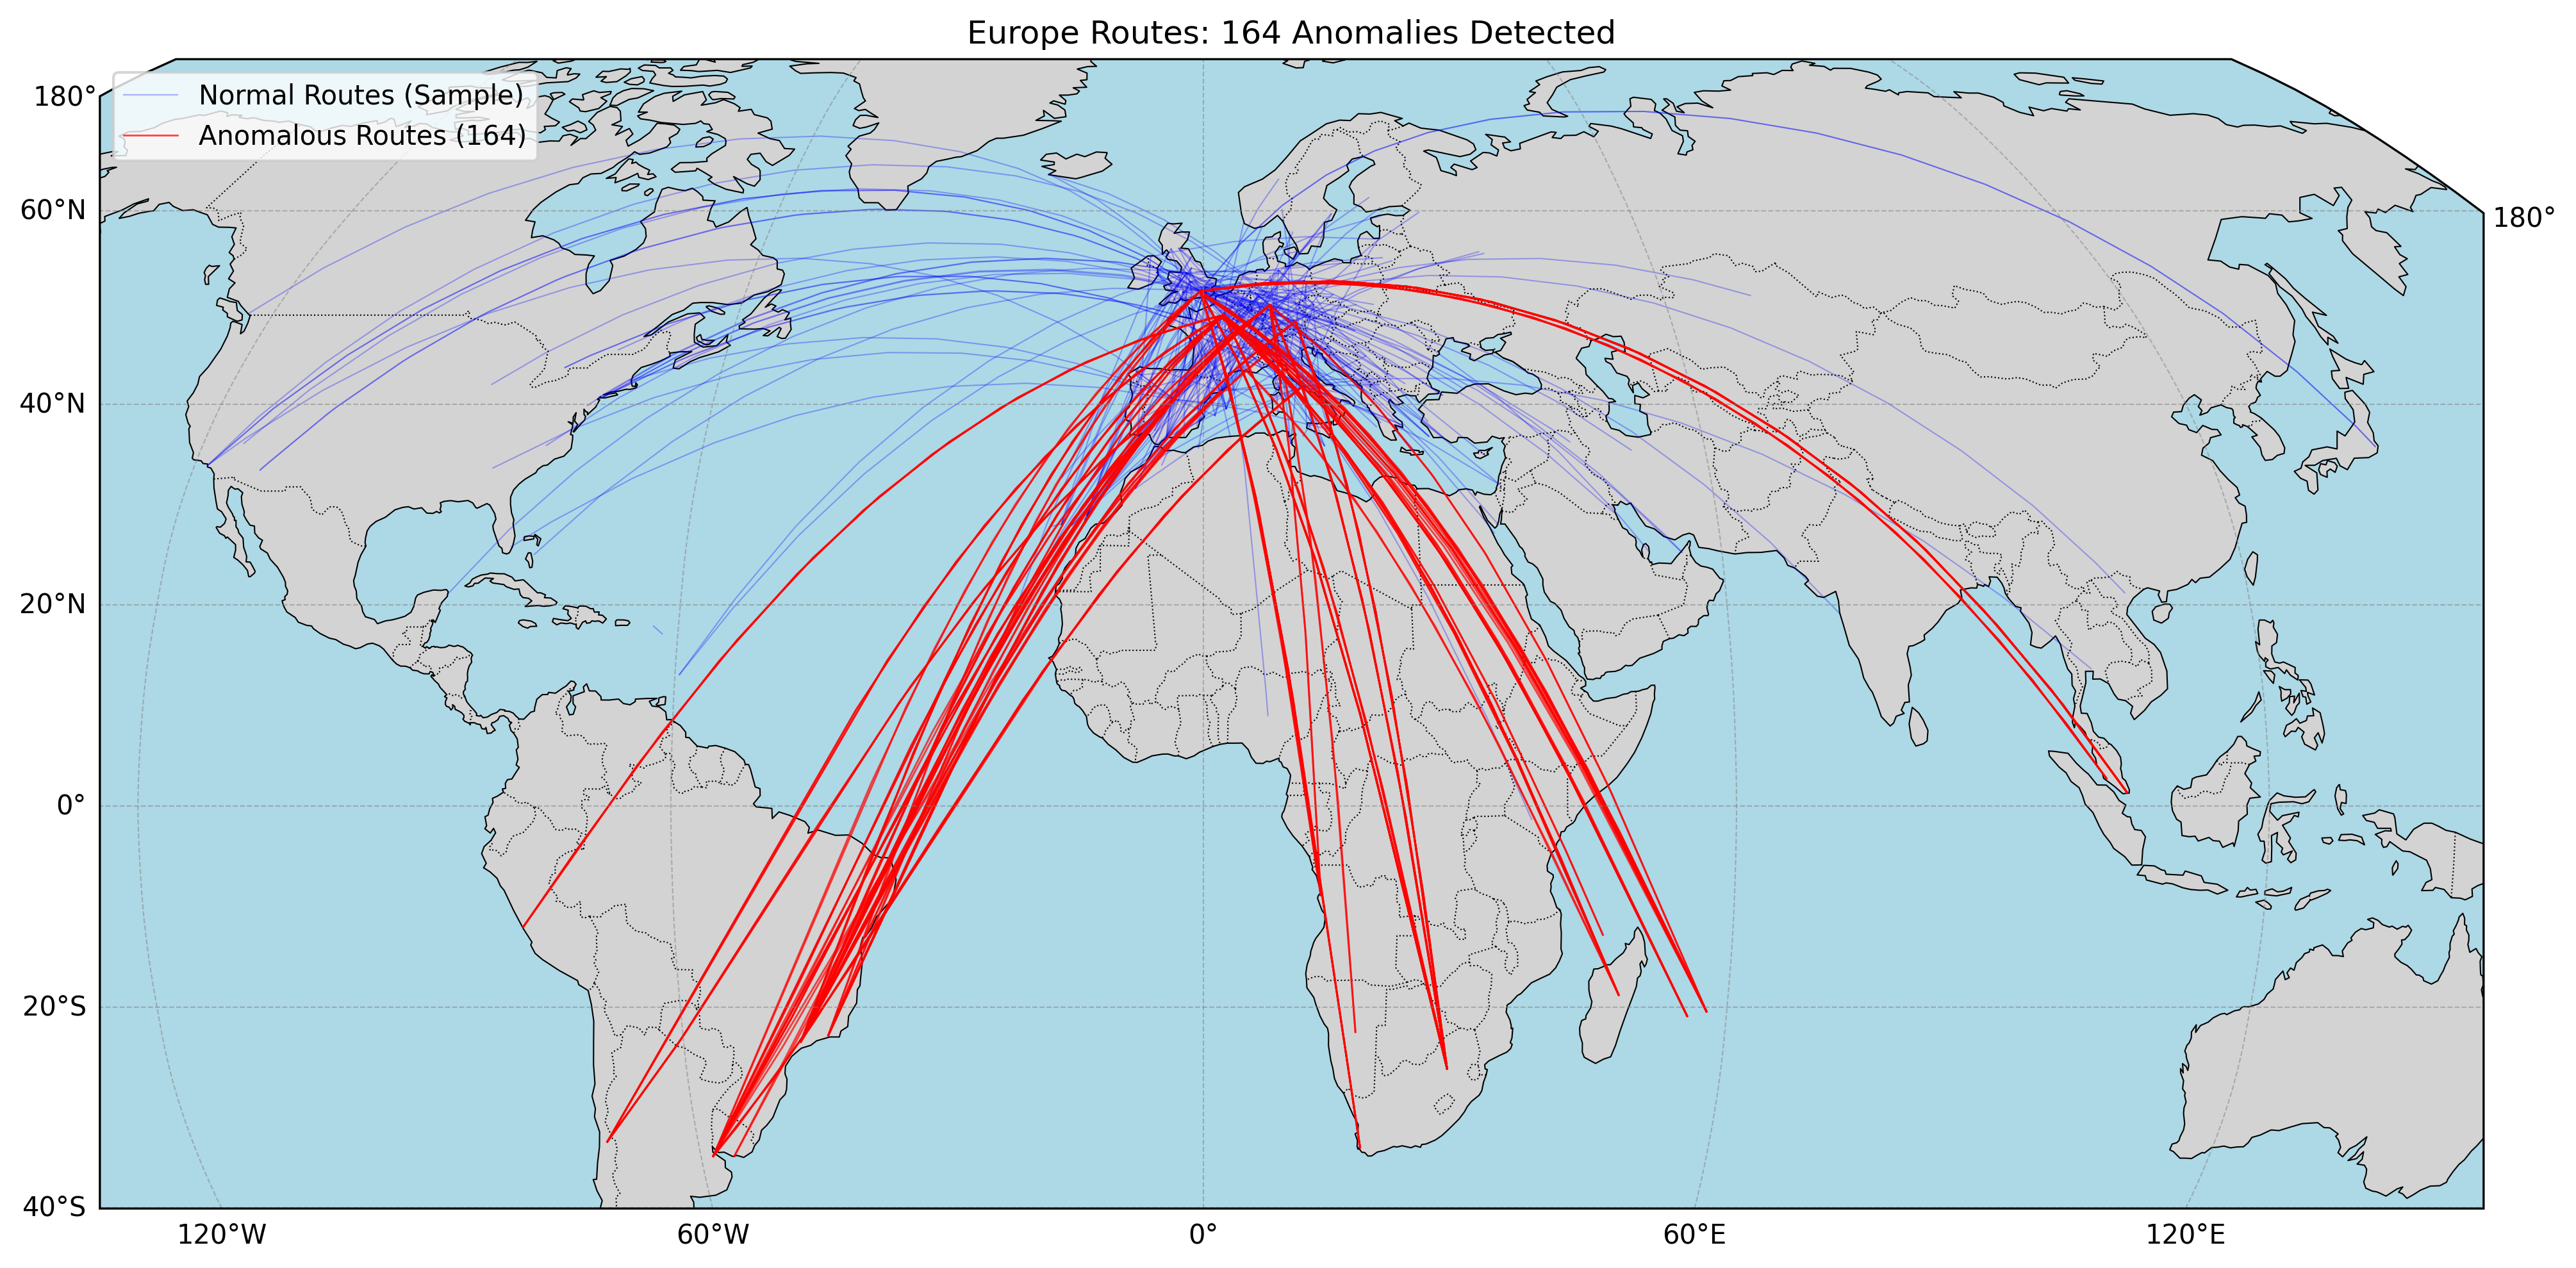 Europe Routes: 164 Anomalies Detected
Normal Routes (Sample)
Anomalous Routes (164)
180°
60°N
180°
40°N
20°N
0°
20°S
40°S
120°W
60°W
0°
60°E
120°E